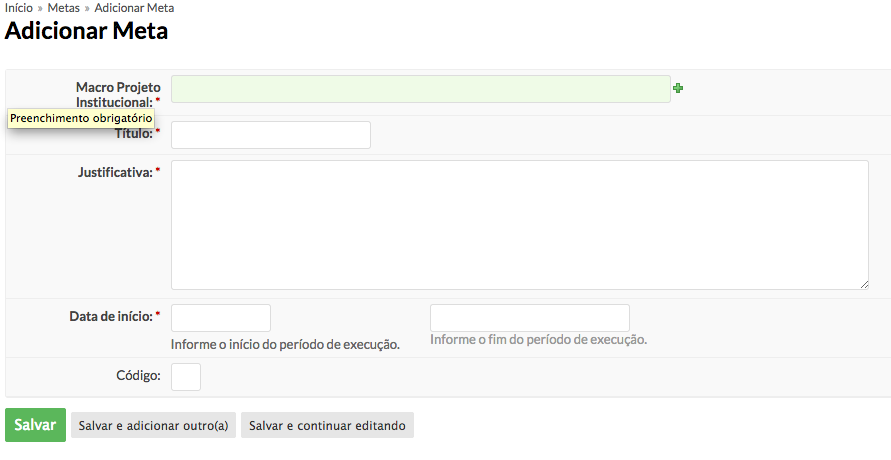 Início » Metas » Adicionar Meta
Adicionar Meta
Macro Projeto
Institucional: *
Preenchimento obrigatório
Título: *
Justificativa: *
Data de início: *
Informe o início do período de execução.
Informe o fim do período de execução.
Código:
Salvar
Salvar e adicionar outro(a)
Salvar e continuar editando